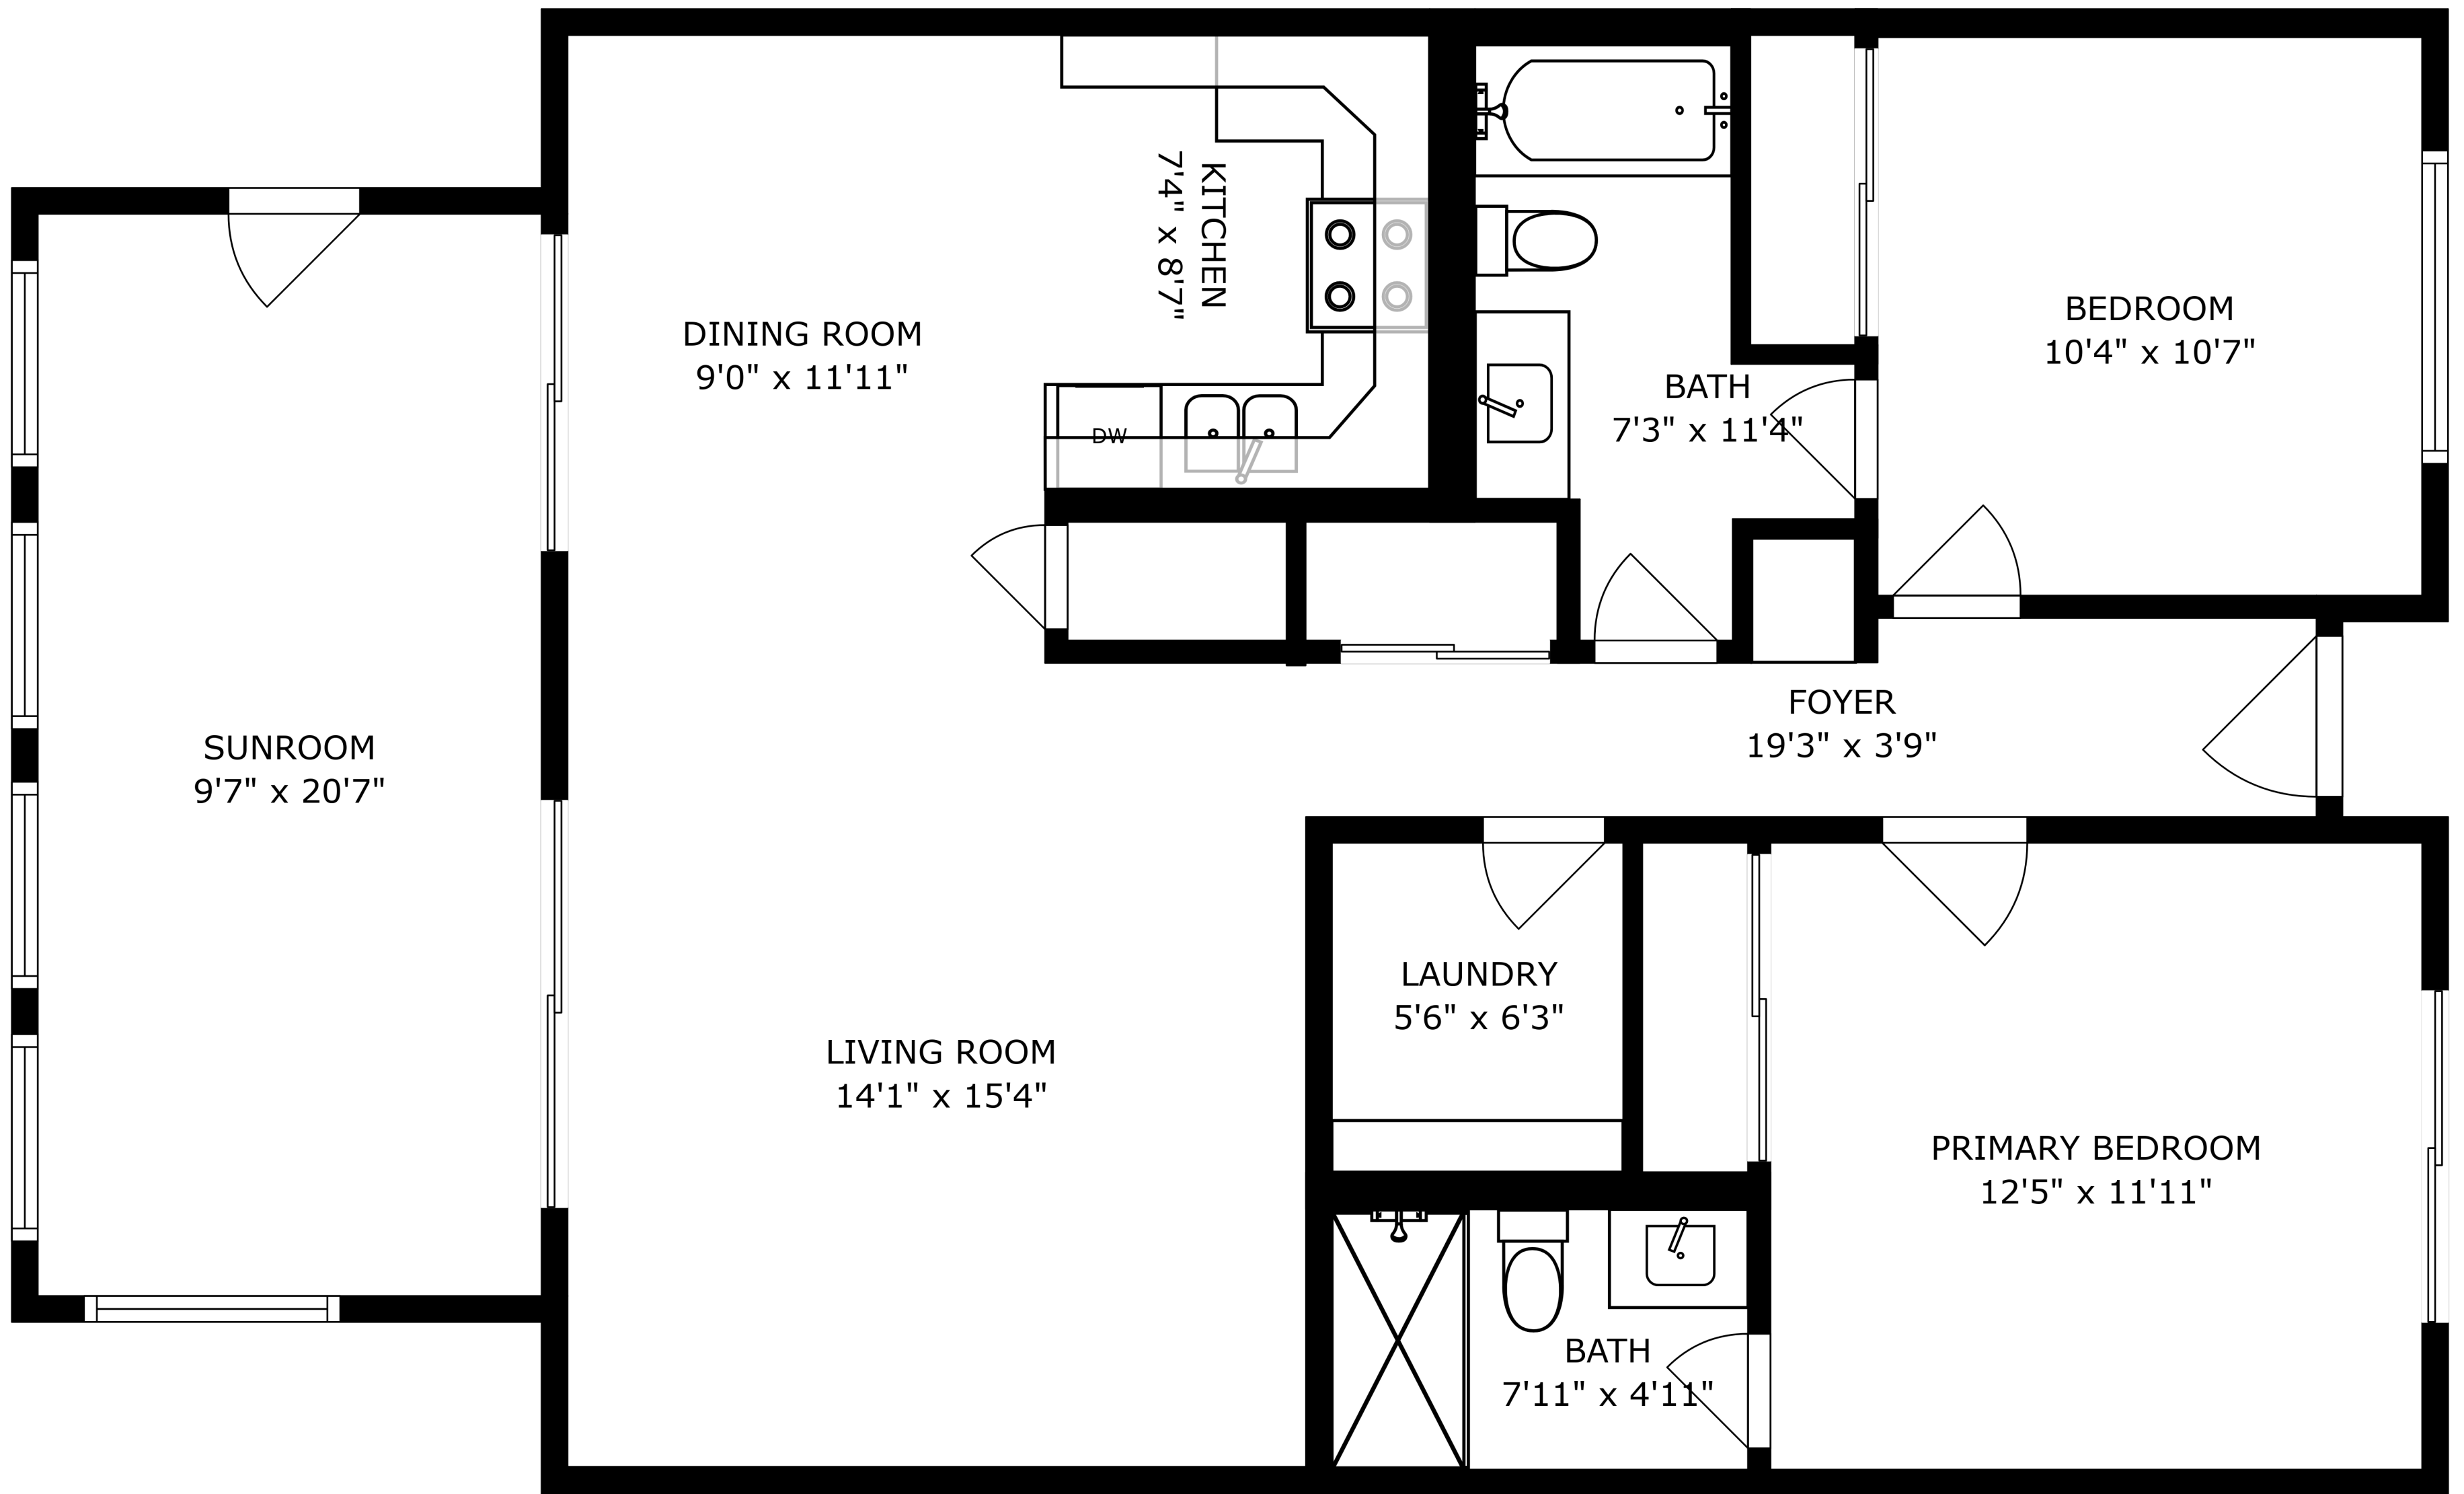 KITCHEN
7'4" x 8'7"
DINING ROOM
9'0" x 11'11"
DW
BATH
7'3" x 11'4"
BEDROOM
10'4" x 10'7"
FOYER
19'3" x 3'9"
SUNROOM
9'7" x 20'7"
LIVING ROOM
14'1" x 15'4"
LAUNDRY
5'6" x 6'3"
PRIMARY BEDROOM
12'5" x 11'11"
BATH
7'11" x 4'11"